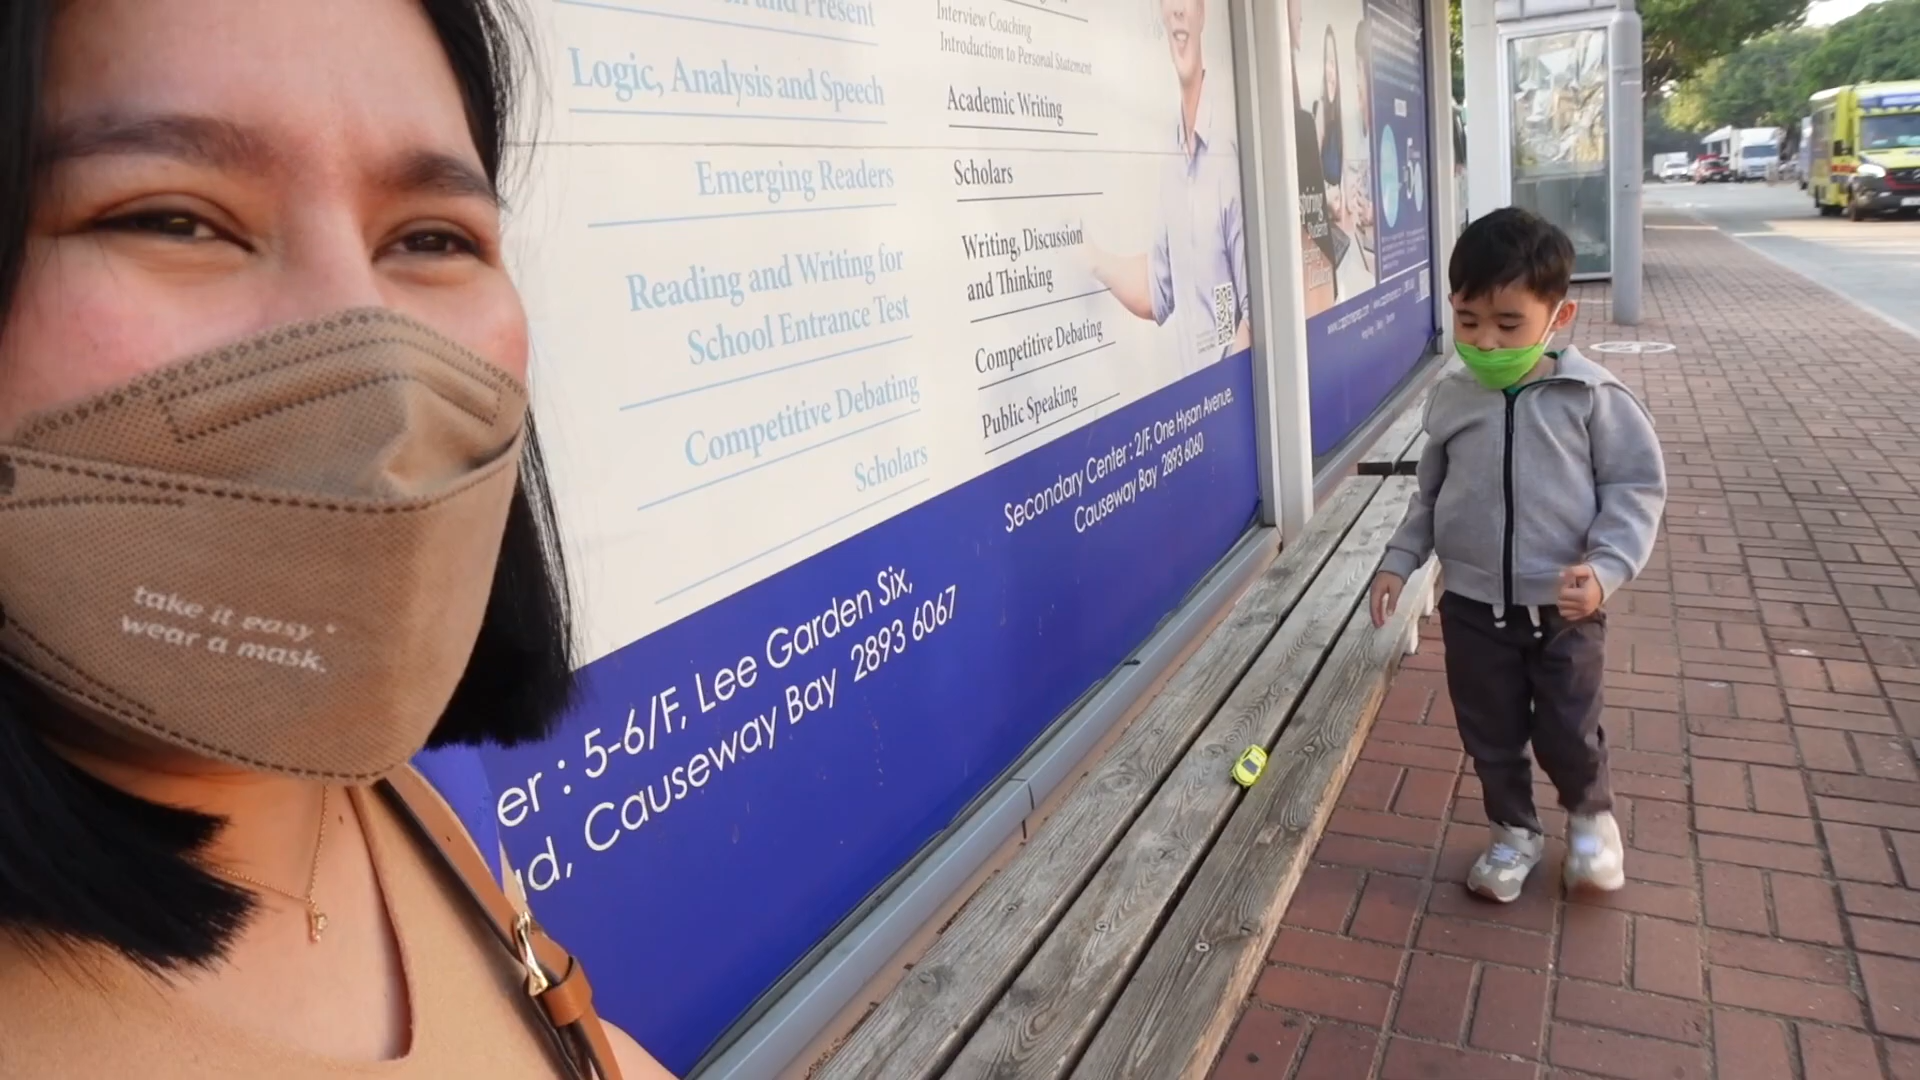 and Present
Logic, Analysis and Speech
Emerging Readers
Reading and Writing for
School Entrance Test
Competitive Debating
Scholars
Interview Coaching
Introduction to Personal Statement
Academic Writing
Scholars
Writing, Discussion
and Thinking
Competitive Debating
Public Speaking
Secondary Center : 2/F, One Hysan Avenue,
Causeway Bay 2893 6060
er : 5-6/F, Lee Garden Six,
ad, Causeway Bay 2893 6067
take it easy *
wear a mask.